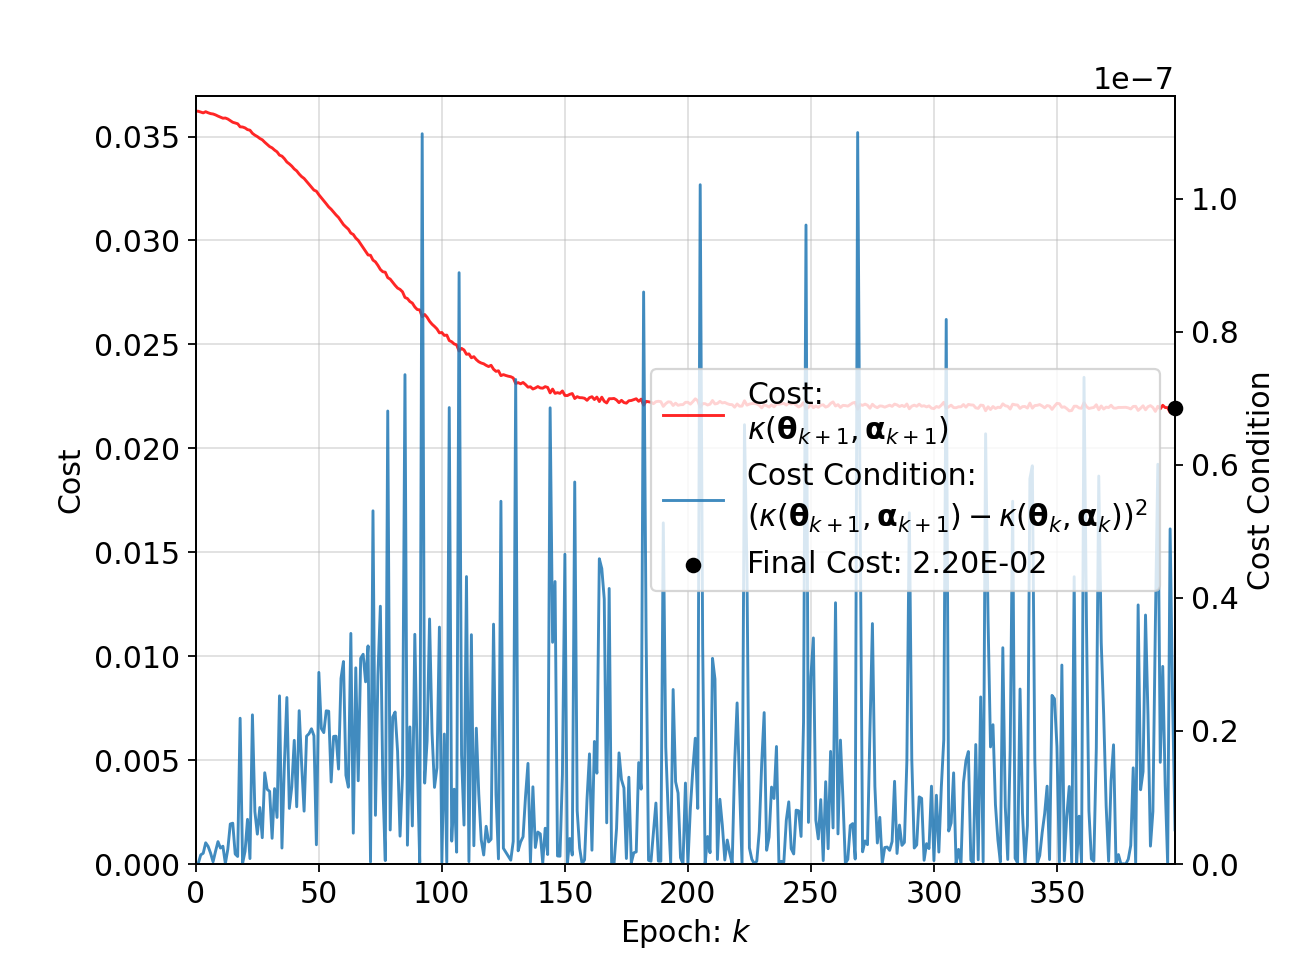 1e−7
0.035
0.030
0.025
0.020
0.015
0.010
0.005
0.000
Cost
1.0
0.8
0.6
0.4
0.2
0.0
Cost Condition
Cost:
κ(θ_{k+1}, α_{k+1})
Cost Condition:
(κ(θ_{k+1}, α_{k+1}) − κ(θ_k, α_k))²
Final Cost: 2.20E-02
0 50 100 150 200 250 300 350
Epoch: k